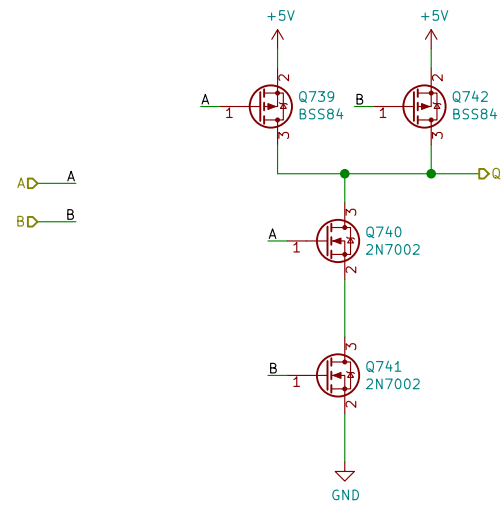 +5V +5V
2 2
A Q739 B Q742
1 BSS84 1 BSS84
3 3
A A Q
B B
3
A Q740
1 2N7002
2
3
B Q741
1 2N7002
2
GND